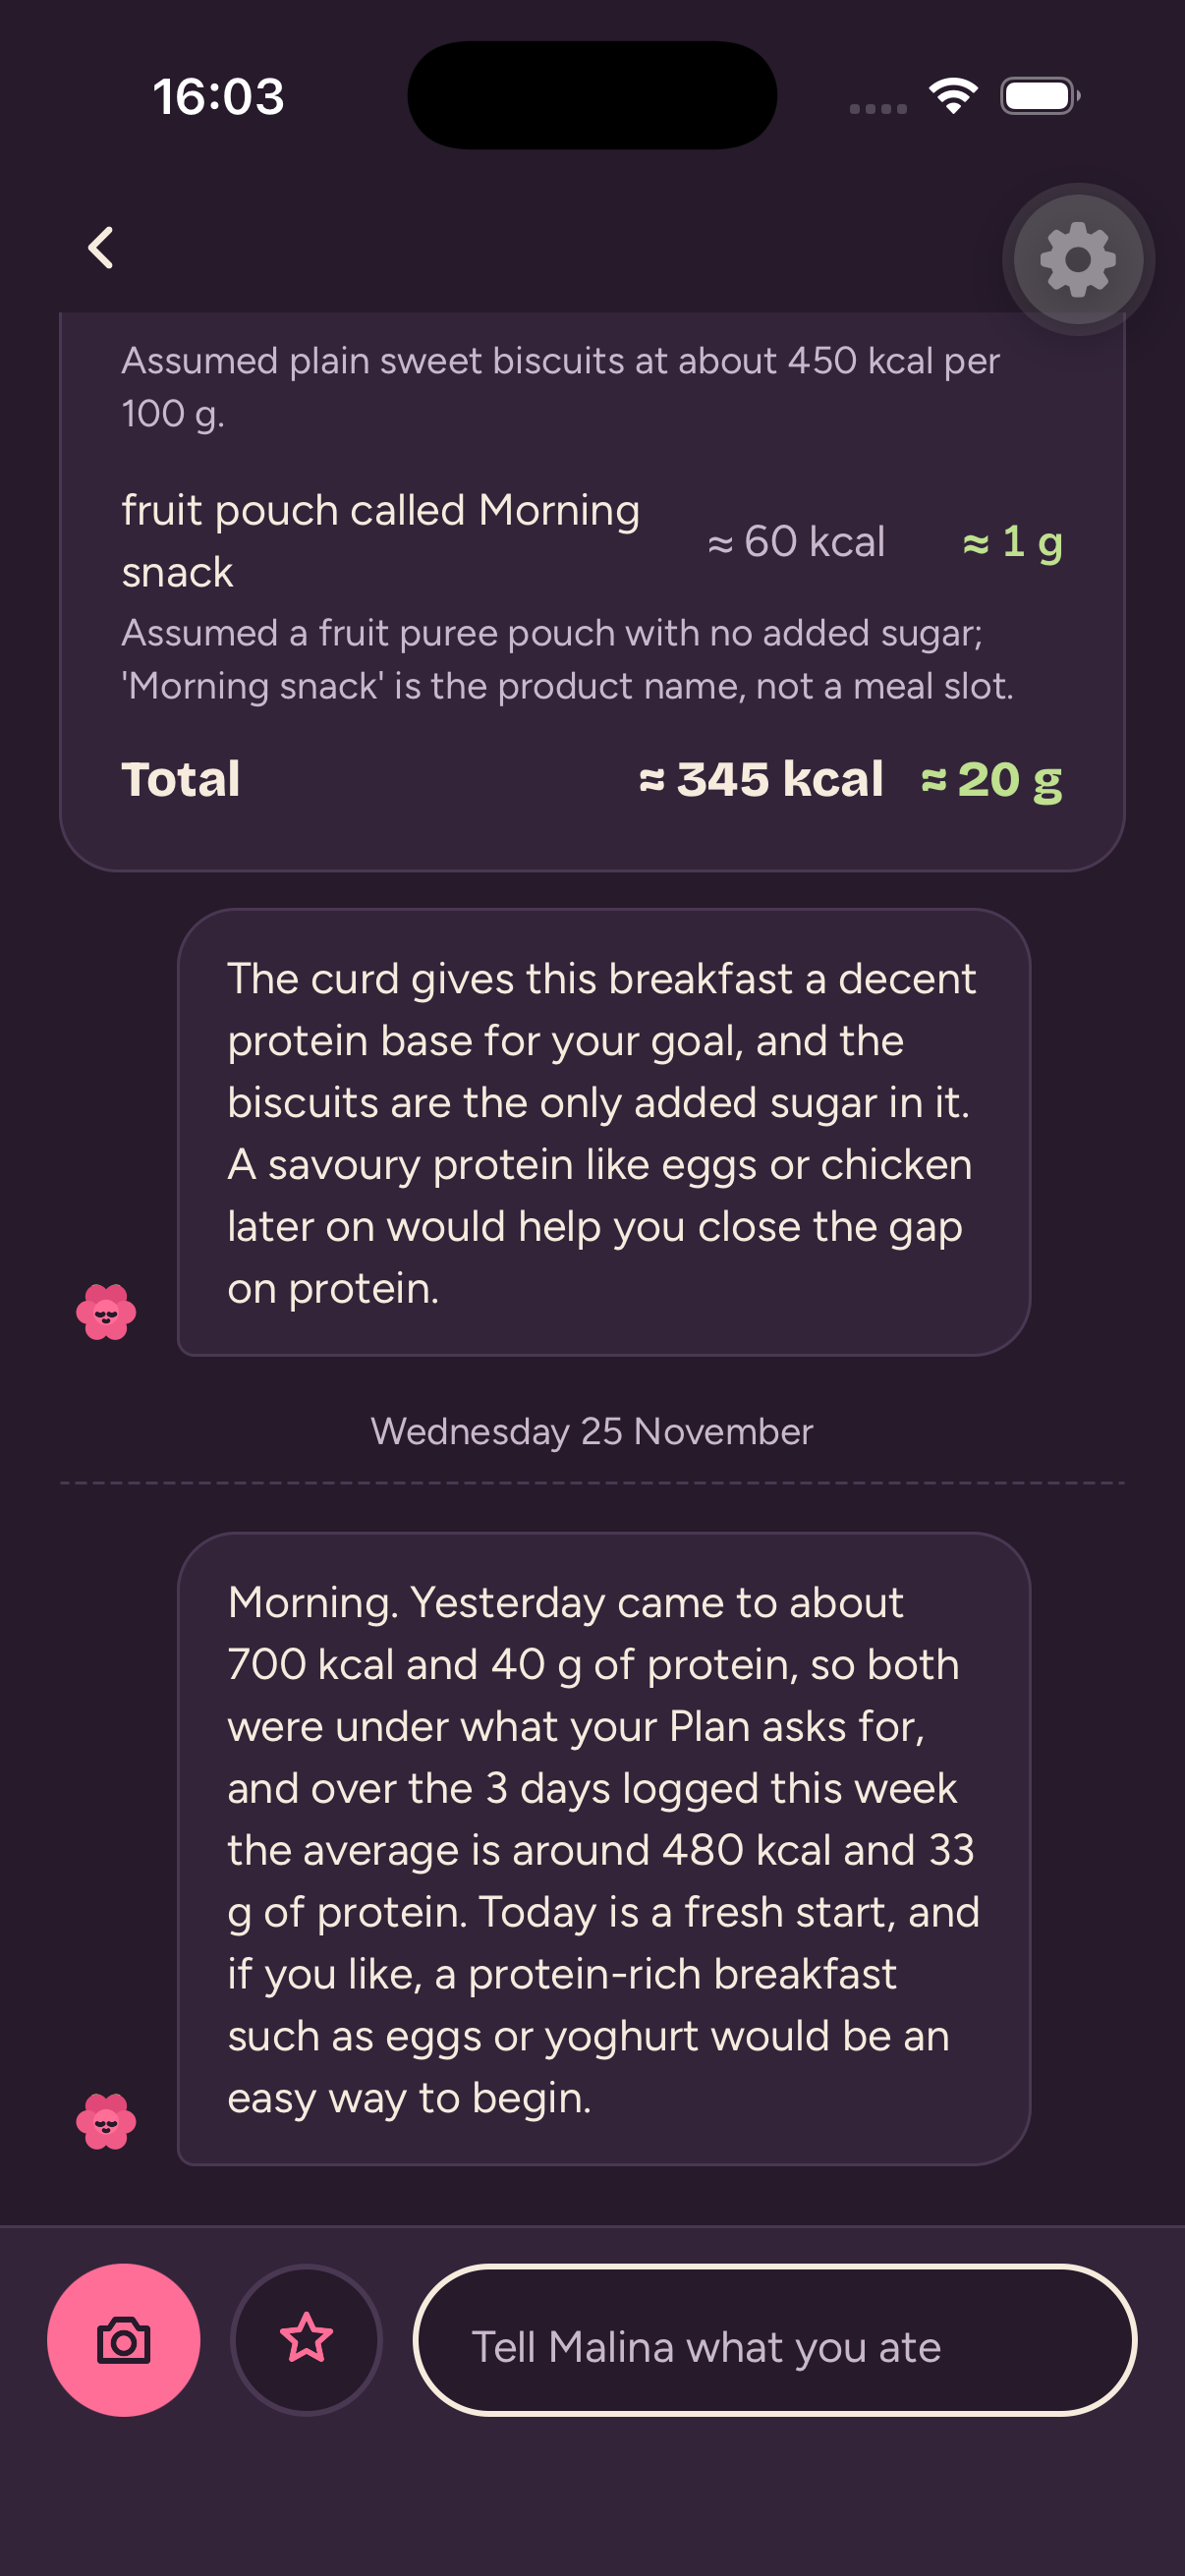 16:03
Assumed plain sweet biscuits at about 450 kcal per
100 g.
fruit pouch called Morning
snack
≈ 60 kcal
≈ 1 g
Assumed a fruit puree pouch with no added sugar;
'Morning snack' is the product name, not a meal slot.
Total ≈ 345 kcal ≈ 20 g
The curd gives this breakfast a decent
protein base for your goal, and the
biscuits are the only added sugar in it.
A savoury protein like eggs or chicken
later on would help you close the gap
on protein.
Wednesday 25 November
Morning. Yesterday came to about
700 kcal and 40 g of protein, so both
were under what your Plan asks for,
and over the 3 days logged this week
the average is around 480 kcal and 33
g of protein. Today is a fresh start, and
if you like, a protein-rich breakfast
such as eggs or yoghurt would be an
easy way to begin.
Tell Malina what you ate